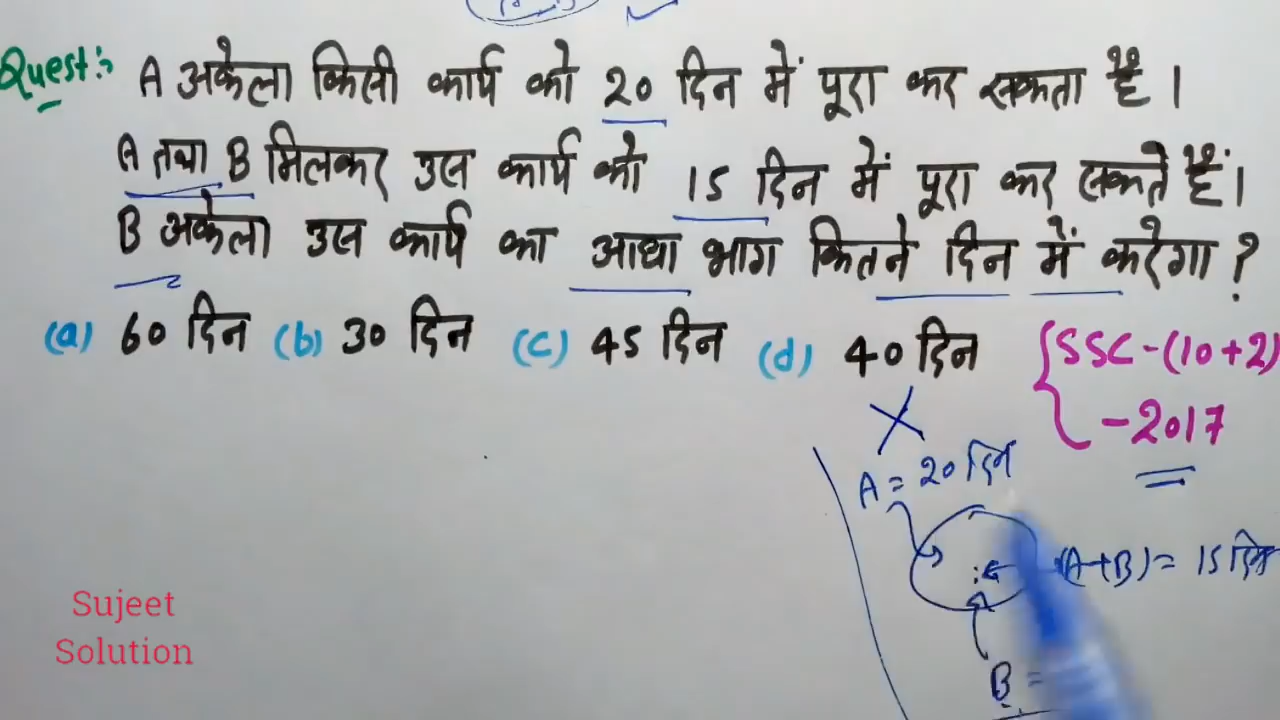 Quest:- A अकेला किसी कार्य को 20 दिन में पूरा कर सकता है।
A तथा B मिलकर उस कार्य को 15 दिन में पूरा कर सकते हैं।
B अकेला उस कार्य का आधा भाग कितने दिन में करेगा?
(a) 60 दिन (b) 30 दिन (c) 45 दिन (d) 40 दिन
SSC-(10+2)
-2017
A = 20 दिन
(A+B) = 15 दिन
B =
Sujeet
Solution